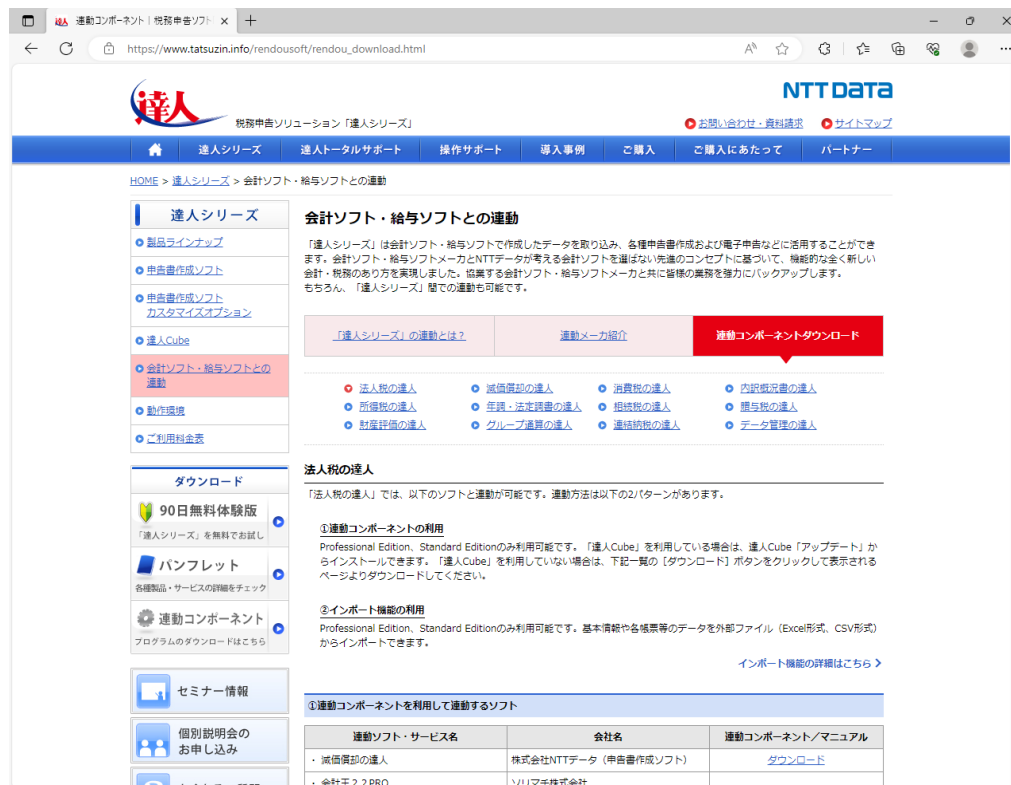 達人 連動コンポーネント | 税務申告ソフト
https://www.tatsuzin.info/rendousoft/rendou_download.html
達人
税務申告ソリューション「達人シリーズ」
NTT DATA
お問い合わせ・資料請求 サイトマップ
達人シリーズ 達人トータルサポート 操作サポート 導入事例 ご購入 ご購入にあたって パートナー
HOME > 達人シリーズ > 会計ソフト・給与ソフトとの連動
達人シリーズ
製品ラインナップ
申告書作成ソフト
申告書作成ソフト
カスタマイズオプション
達人Cube
会計ソフト・給与ソフトとの
連動
動作環境
ご利用料金表
ダウンロード
90日無料体験版
「達人シリーズ」を無料でお試し
パンフレット
各種製品・サービスの詳細をチェック
連動コンポーネント
プログラムのダウンロードはこちら
セミナー情報
個別説明会の
お申し込み
会計ソフト・給与ソフトとの連動
「達人シリーズ」は会計ソフト・給与ソフトで作成したデータを取り込み、各種申告書作成および電子申告などに活用することができ
ます。会計ソフト・給与ソフトメーカとNTTデータが考える会計ソフトを選ばない先進のコンセプトに基づいて、機能的な全く新しい
会計・税務のあり方を実現しました。協業する会計ソフト・給与ソフトメーカと共に皆様の業務を強力にバックアップします。
もちろん、「達人シリーズ」間での連動も可能です。
「達人シリーズ」の連動とは？ 連動メーカ紹介 連動コンポーネントダウンロード
法人税の達人 減価償却の達人 消費税の達人 内訳概況書の達人
所得税の達人 年調・法定調書の達人 相続税の達人 贈与税の達人
財産評価の達人 グループ通算の達人 連結納税の達人 データ管理の達人
法人税の達人
「法人税の達人」では、以下のソフトと連動が可能です。連動方法は以下の2パターンがあります。
①連動コンポーネントの利用
Professional Edition、Standard Editionのみ利用可能です。「達人Cube」を利用している場合は、達人Cube「アップデート」か
らインストールできます。「達人Cube」を利用していない場合は、下記一覧の［ダウンロード］ボタンをクリックして表示される
ページよりダウンロードしてください。
②インポート機能の利用
Professional Edition、Standard Editionのみ利用可能です。基本情報や各帳票等のデータを外部ファイル（Excel形式、CSV形式）
からインポートできます。
インポート機能の詳細はこちら
①連動コンポーネントを利用して連動するソフト
連動ソフト・サービス名 会社名 連動コンポーネント／マニュアル
・ 減価償却の達人 株式会社NTTデータ（申告書作成ソフト） ダウンロード
・ 会計王22PRO ソリマチ株式会社